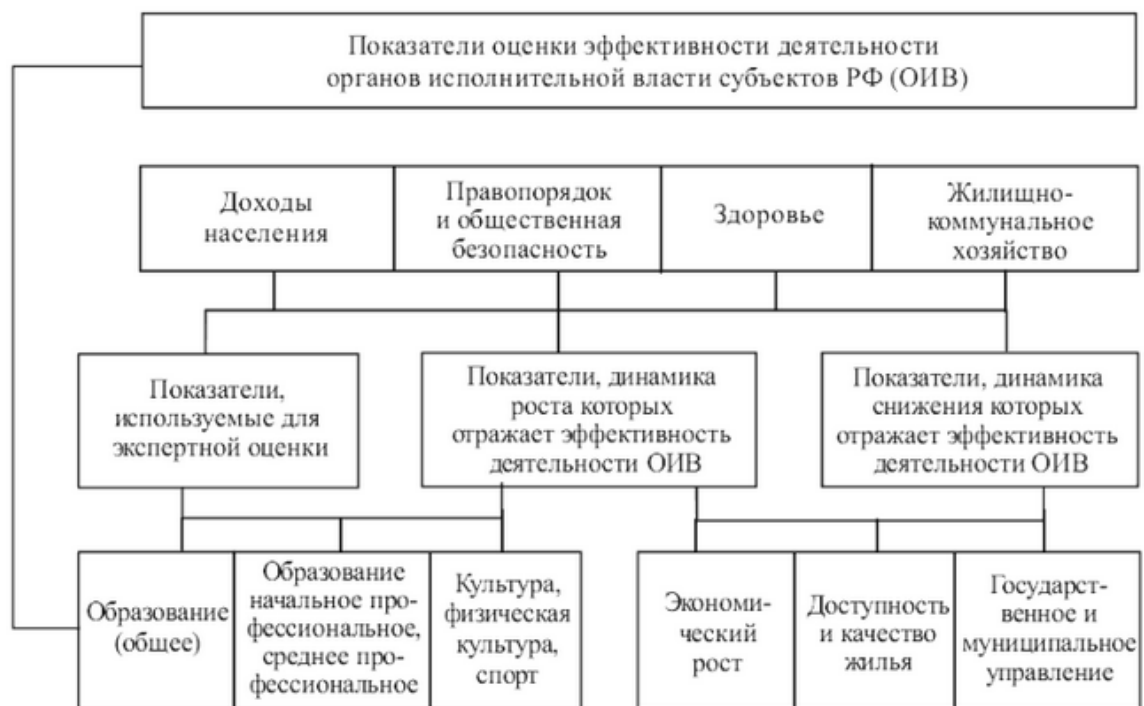 Показатели оценки эффективности деятельности
органов исполнительной власти субъектов РФ (ОИВ)
Доходы
населения
Правопорядок
и общественная
безопасность
Здоровье
Жилищно-
коммунальное
хозяйство
Показатели,
используемые для
экспертной оценки
Показатели, динамика
роста которых
отражает эффективность
деятельности ОИВ
Показатели, динамика
снижения которых
отражает эффективность
деятельности ОИВ
Образование
(общее)
Образование
начальное про-
фессиональное,
среднее про-
фессиональное
Культура,
физическая
культура,
спорт
Экономи-
ческий
рост
Доступность
и качество
жилья
Государст-
венное и
муниципальное
управление